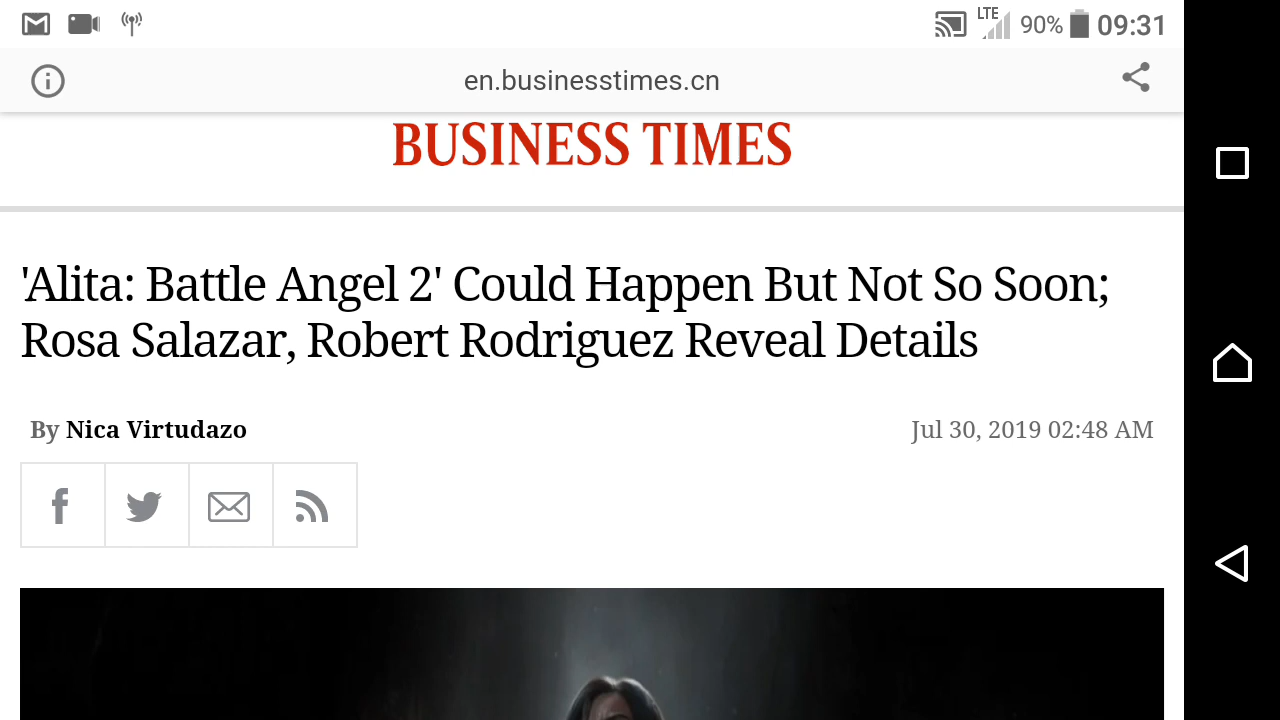 LTE 90% 09:31
en.businesstimes.cn
BUSINESS TIMES
'Alita: Battle Angel 2' Could Happen But Not So Soon;
Rosa Salazar, Robert Rodriguez Reveal Details
By Nica Virtudazo
Jul 30, 2019 02:48 AM